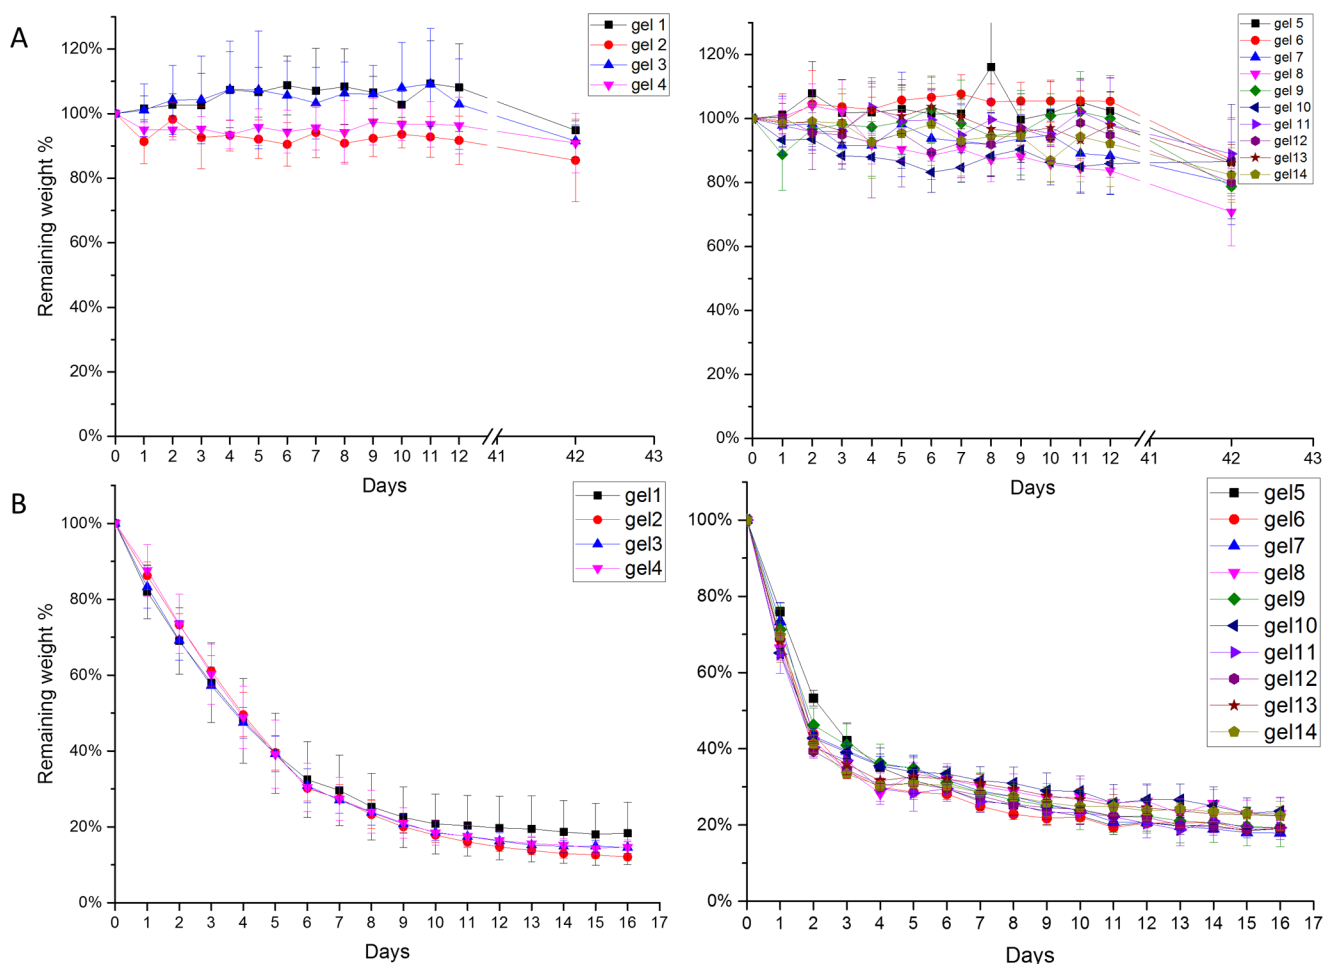 A
120%
100%
80%
60%
40%
20%
0%
Remaining weight %
0 1 2 3 4 5 6 7 8 9 10 11 12 41 42 43
Days
gel 1
gel 2
gel 3
gel 4
120%
100%
80%
60%
40%
20%
0%
Remaining weight %
0 1 2 3 4 5 6 7 8 9 10 11 12 41 42 43
Days
gel 5
gel 6
gel 7
gel 8
gel 9
gel 10
gel 11
gel12
gel13
gel14
B
100%
80%
60%
40%
20%
0%
Remaining weight %
0 1 2 3 4 5 6 7 8 9 10 11 12 13 14 15 16 17
Days
gel1
gel2
gel3
gel4
100%
80%
60%
40%
20%
0%
Remaining weight %
0 1 2 3 4 5 6 7 8 9 10 11 12 13 14 15 16 17
Days
gel5
gel6
gel7
gel8
gel9
gel10
gel11
gel12
gel13
gel14